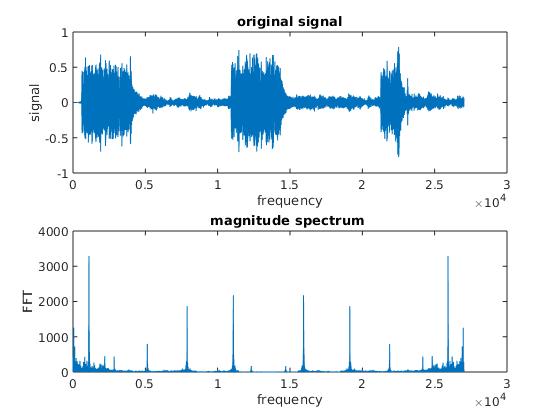 original signal
1
0.5
0
-0.5
-1
signal
0 0.5 1 1.5 2 2.5 3
frequency
×10^4
magnitude spectrum
4000
3000
2000
1000
0
FFT
0 0.5 1 1.5 2 2.5 3
frequency
×10^4